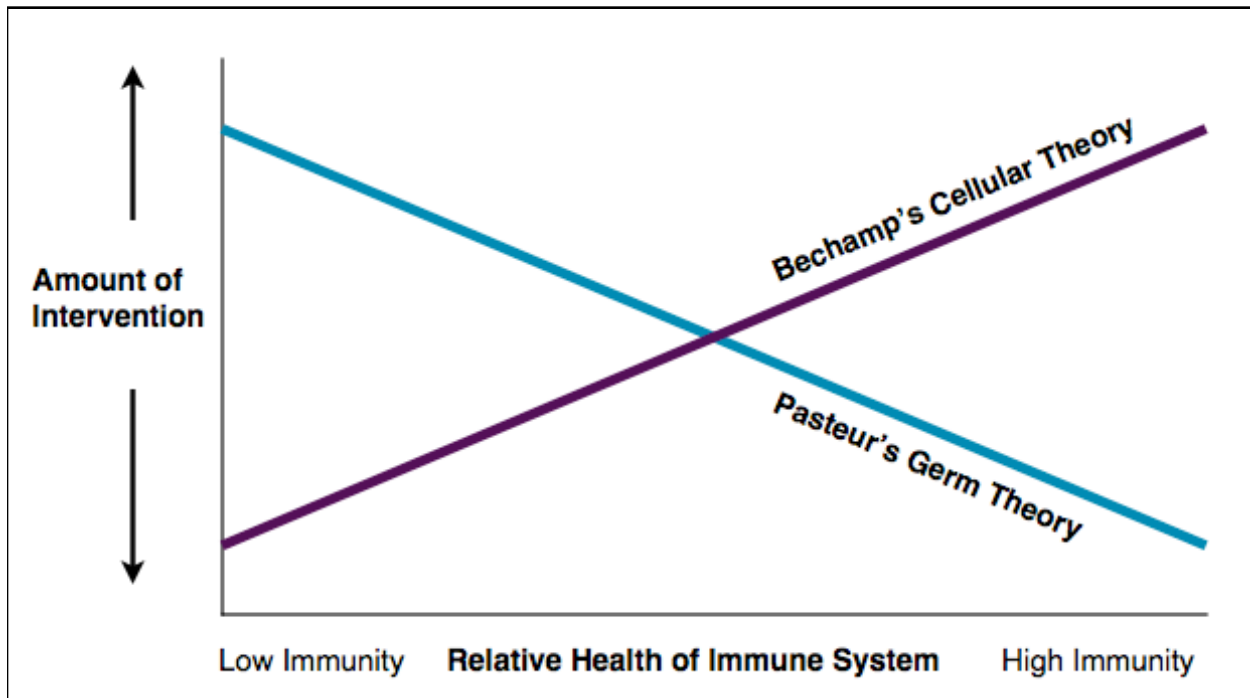 Amount of
Intervention
Bechamp's Cellular Theory
Pasteur's Germ Theory
Low Immunity Relative Health of Immune System High Immunity